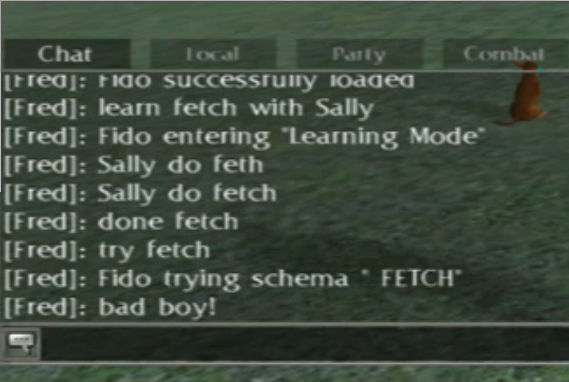 Chat Local Party Combat
[Fred]: Fido successfully loaded
[Fred]: learn fetch with Sally
[Fred]: Fido entering "Learning Mode"
[Fred]: Sally do feth
[Fred]: Sally do fetch
[Fred]: done fetch
[Fred]: try fetch
[Fred]: Fido trying schema " FETCH"
[Fred]: bad boy!